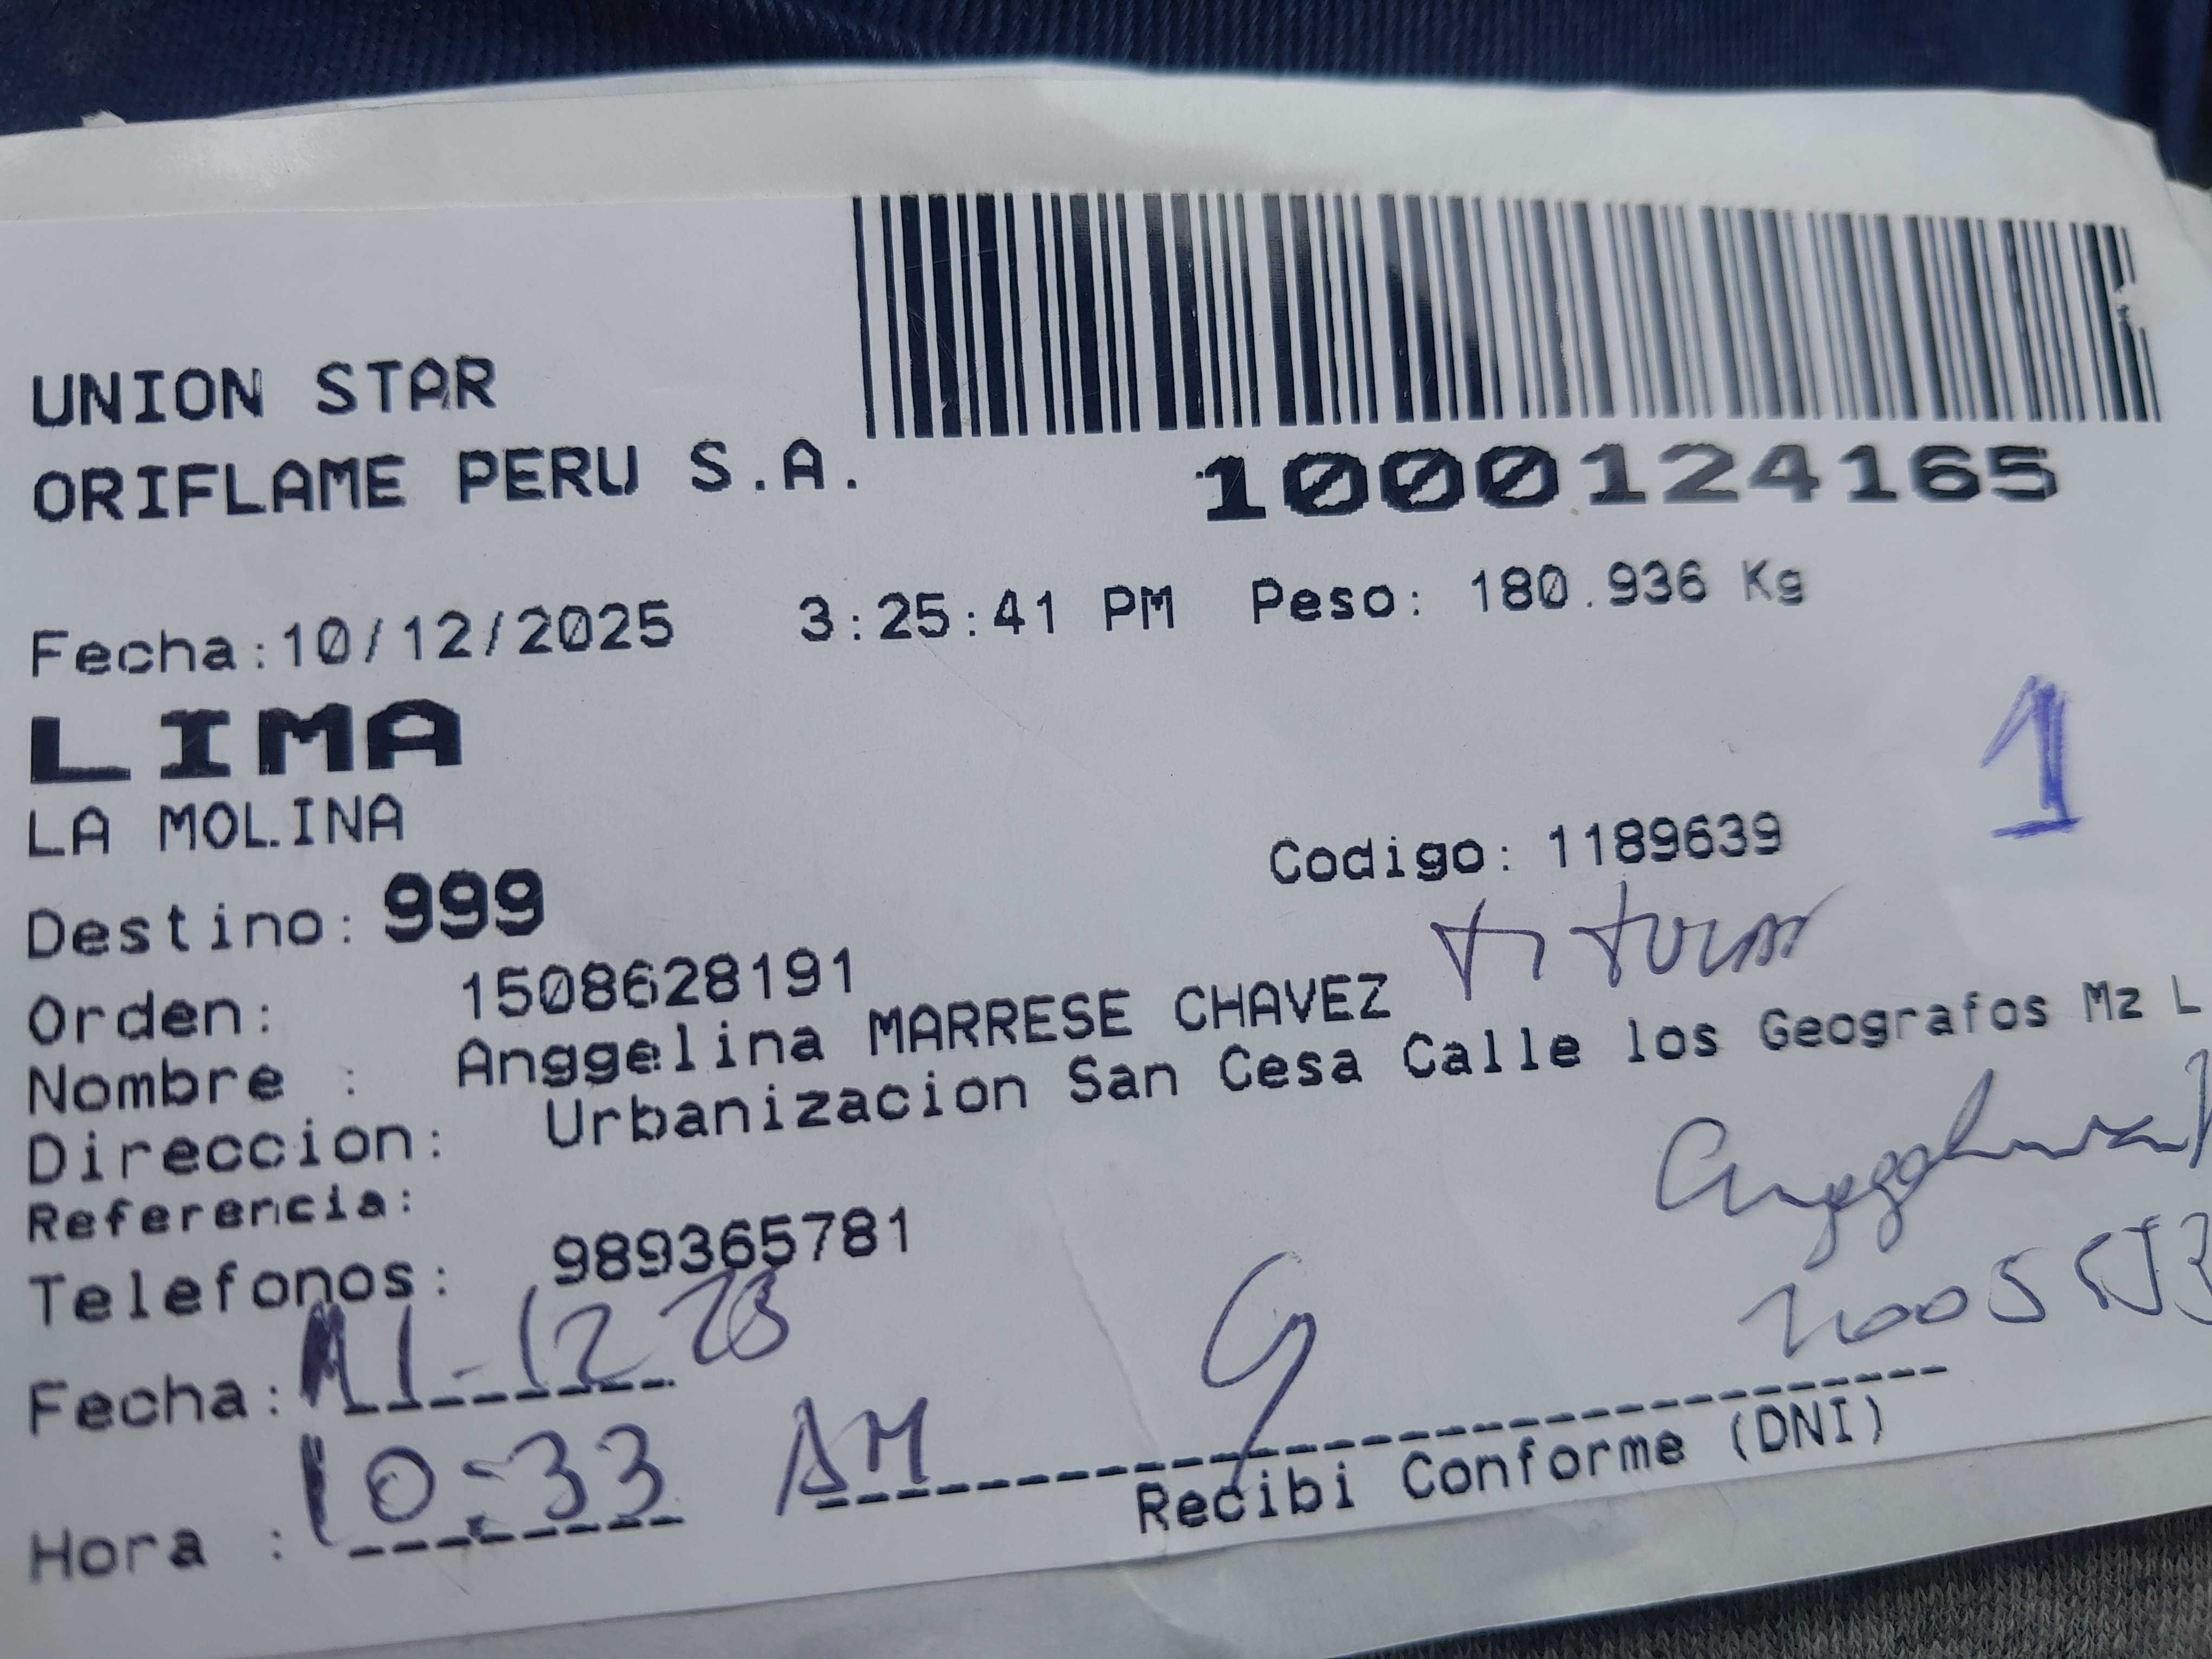 UNION STAR
ORIFLAME PERU S.A.
1000124165
Fecha:10/12/2025 3:25:41 PM Peso: 180.936 Kg
LIMA
1
LA MOLINA
Codigo: 1189639
Destino: 999
titular
Orden: 1508628191
Nombre : Anggelina MARRESE CHAVEZ
Direccion: Urbanizacion San Cesa Calle los Geografos Mz L
Referencia:
Telefonos: 989365781
Fecha: 11-12
Hora : 10:33 AM
Recibi Conforme (DNI)